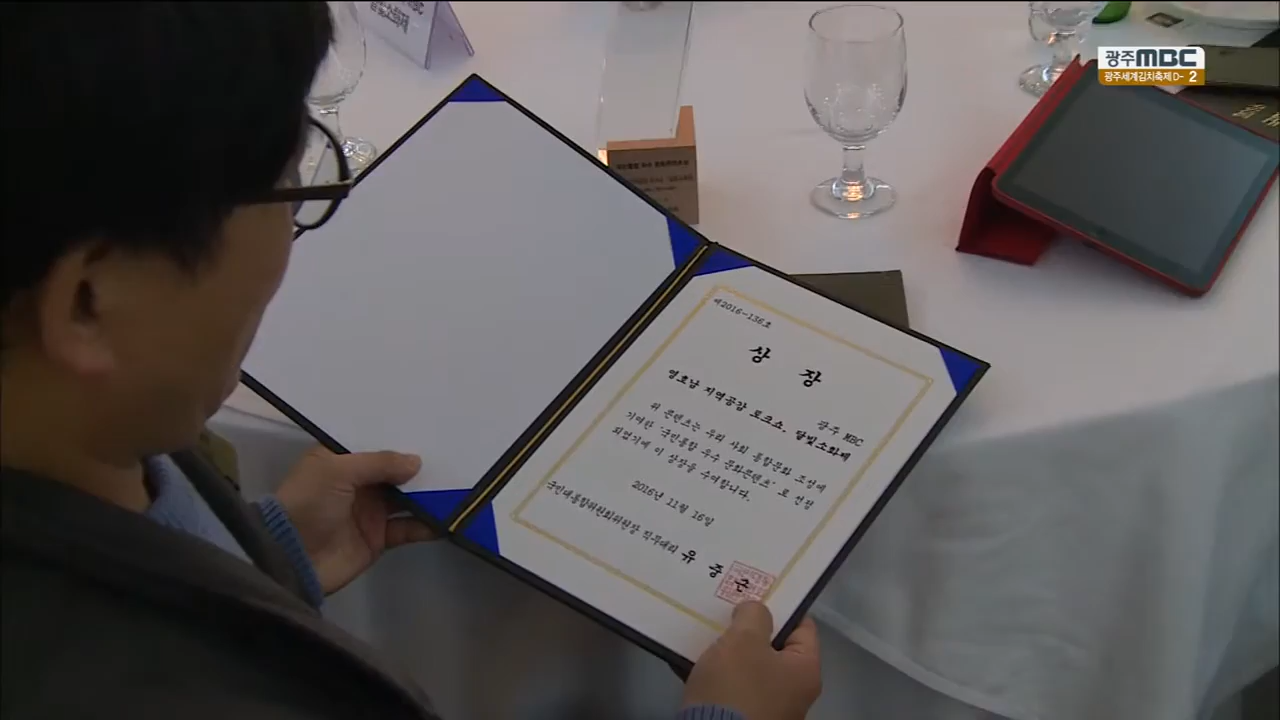 광주MBC
광주세계김치축제D- 2
제2016-136호
상 장
영호남 지역공감 토크쇼, 달빛소화제
광주 MBC
위 콘텐츠는 우리 사회 통합문화 조성에
기여한 '국민통합 우수 문화콘텐츠' 로 선정
되었기에 이 상장을 수여합니다.
2016년 11월 16일
국민대통합위원회위원장 직무대리 유 중 근